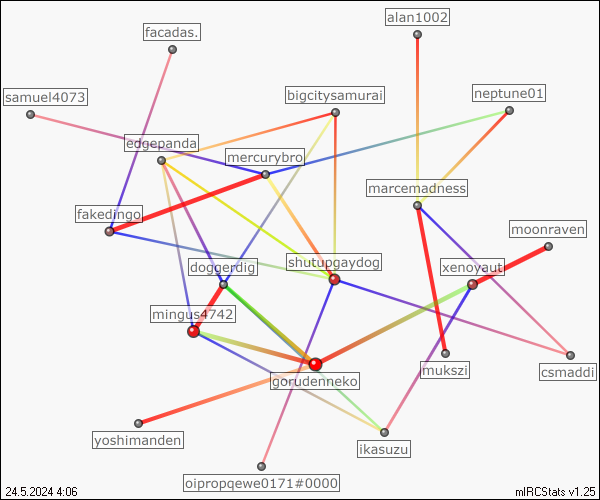 alan1002
facadas.
samuel4073
bigcitysamurai
neptune01
edgepanda
mercurybro
marcemadness
fakedingo
moonraven
doggerdig
shutupgaydog
xenoyaut
mingus4742
gorudenneko
mukszi
csmaddi
yoshimanden
ikasuzu
oipropqewe0171#0000
24.5.2024 4:06
mIRCStats v1.25